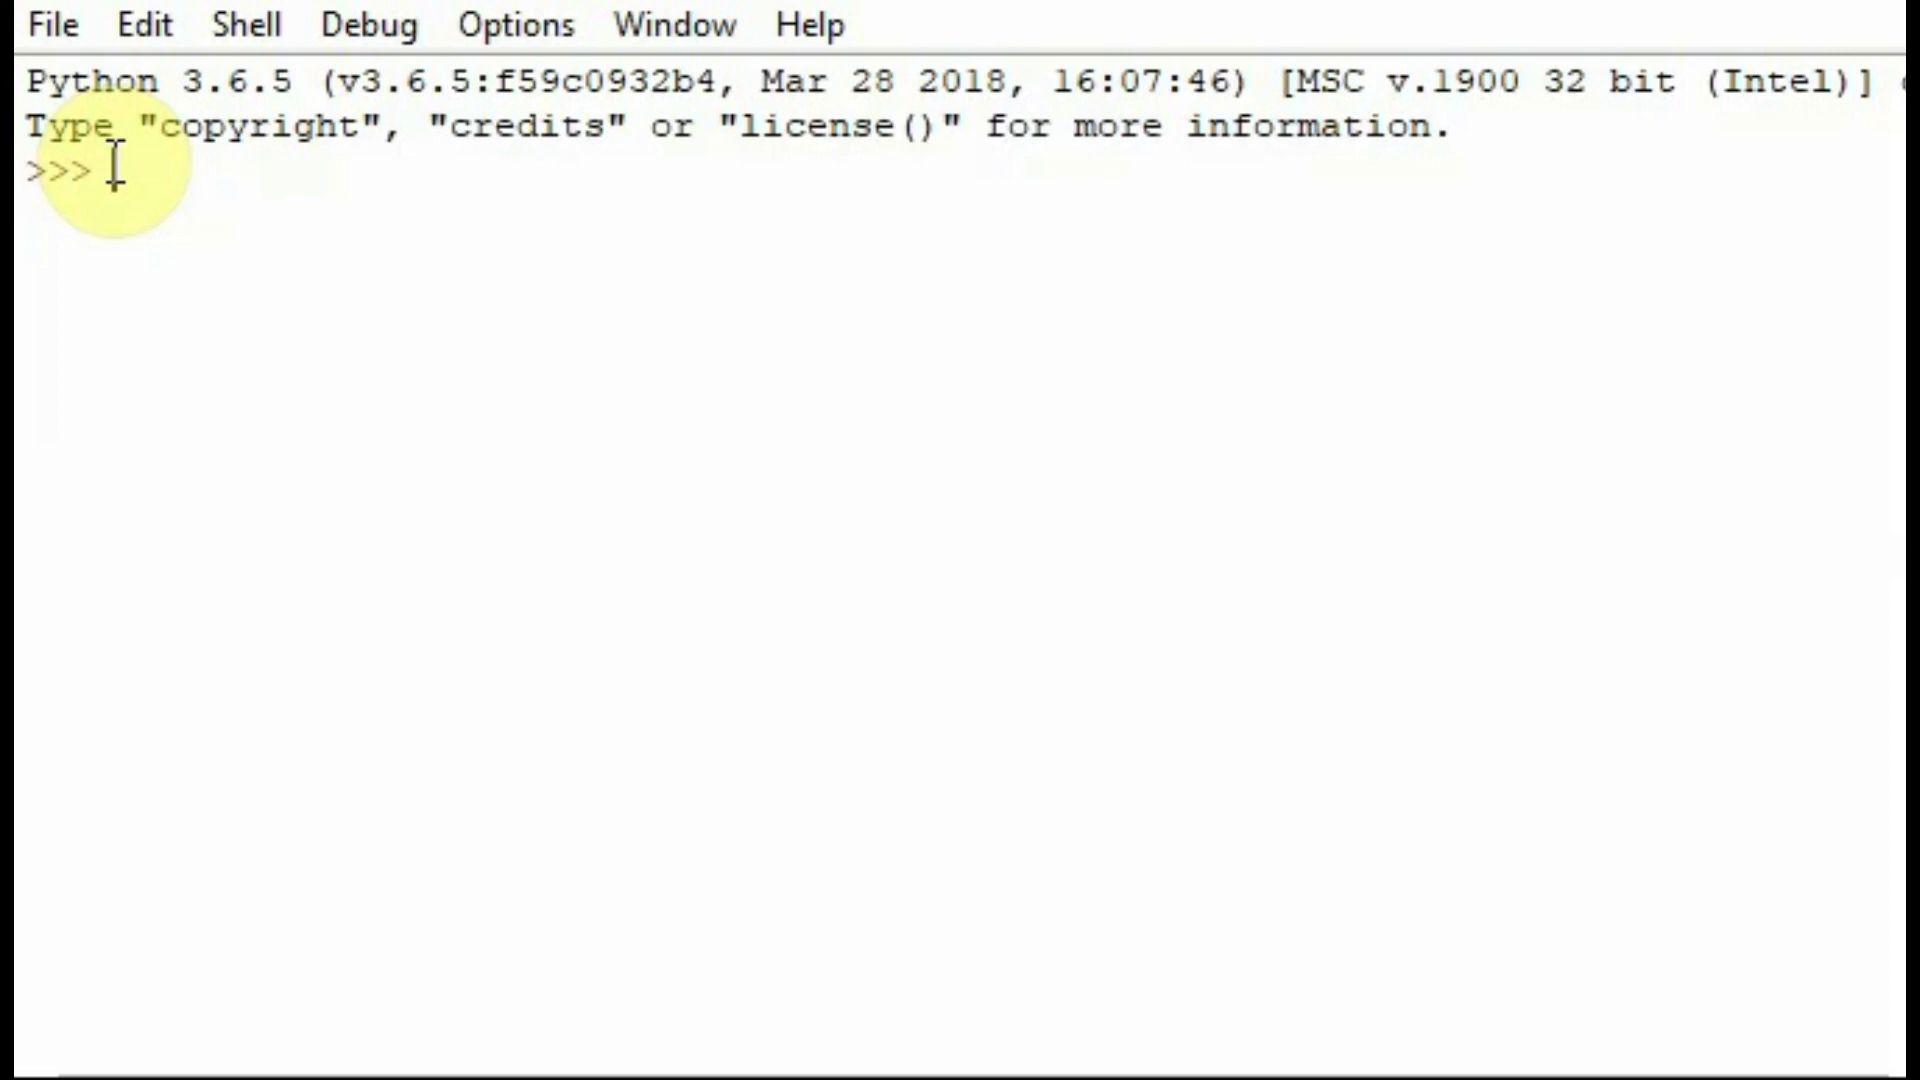 File Edit Shell Debug Options Window Help
Python 3.6.5 (v3.6.5:f59c0932b4, Mar 28 2018, 16:07:46) [MSC v.1900 32 bit (Intel)]
Type "copyright", "credits" or "license()" for more information.
>>>